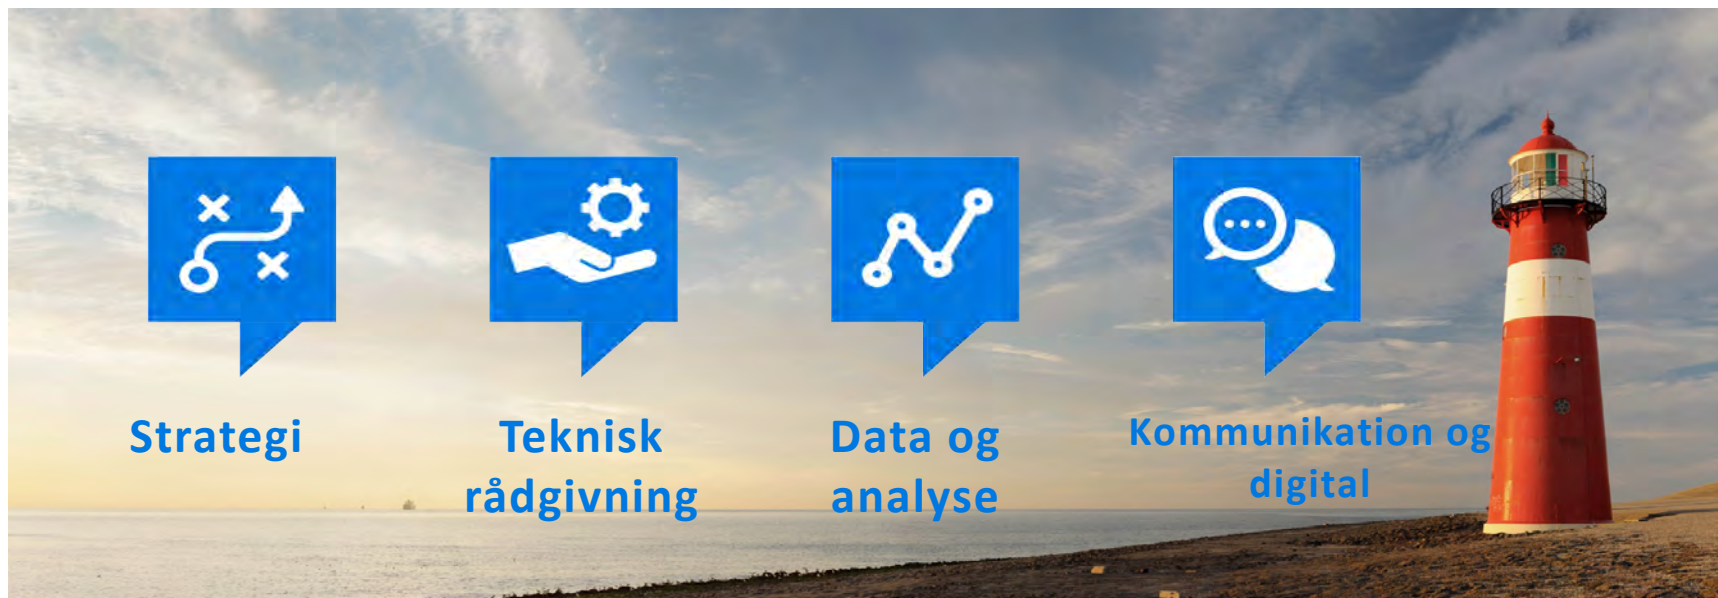 Strategi
Teknisk
rådgivning
Data og
analyse
Kommunikation og
digital